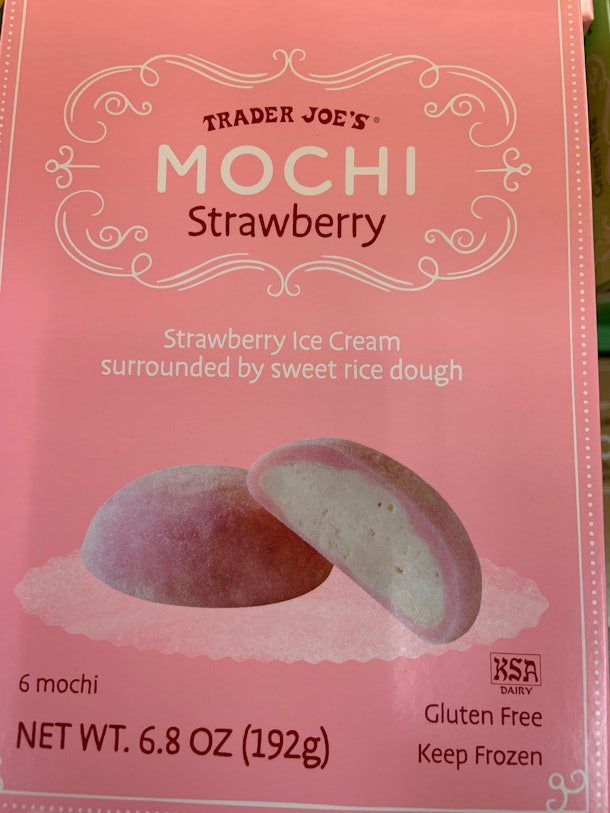 TRADER JOE'S®
MOCHI
Strawberry
Strawberry Ice Cream
surrounded by sweet rice dough
KSA
DAIRY
6 mochi
Gluten Free
NET WT. 6.8 OZ (192g)
Keep Frozen